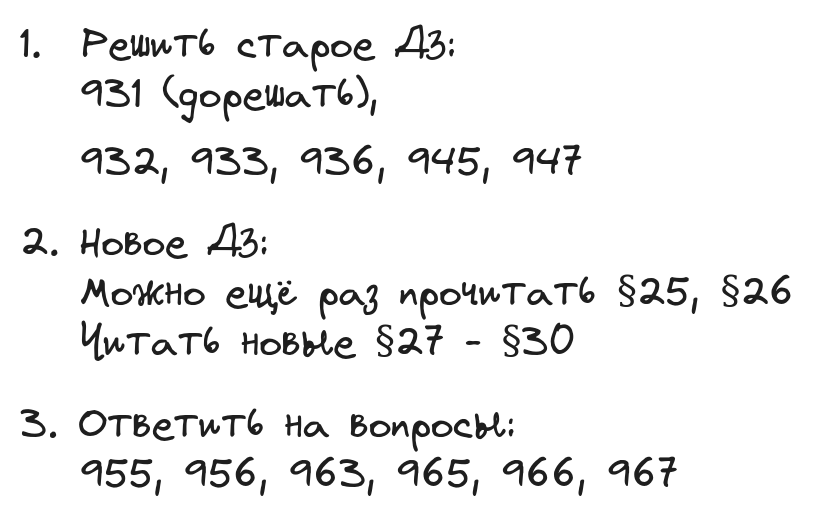 1. Решить старое ДЗ:
931 (дорешать),
932, 933, 936, 945, 947
2. Новое ДЗ:
Можно ещё раз прочитать §25, §26
Читать новые §27 - §30
3. Ответить на вопросы:
955, 956, 963, 965, 966, 967